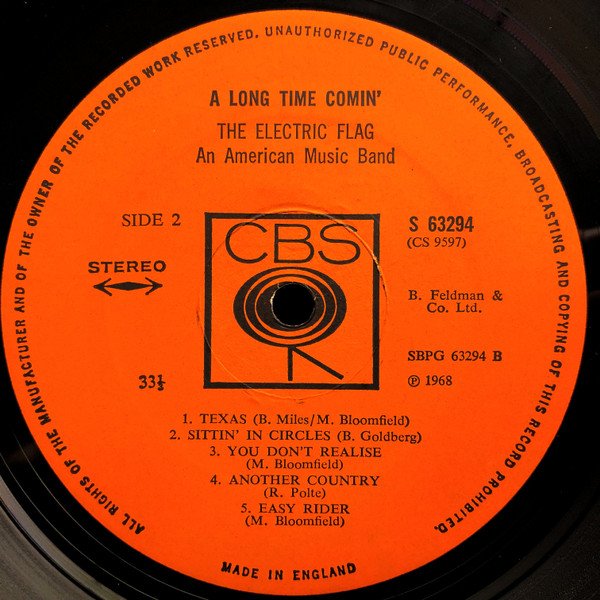 ALL RIGHTS OF THE MANUFACTURER AND OF THE OWNER OF THE RECORDED WORK RESERVED. UNAUTHORIZED PUBLIC PERFORMANCE, BROADCASTING AND COPYING OF THIS RECORD PROHIBITED.
A LONG TIME COMIN'
THE ELECTRIC FLAG
An American Music Band
SIDE 2
STEREO
33⅓
CBS
S 63294
(CS 9597)
B. Feldman &
Co. Ltd.
SBPG 63294 B
℗ 1968
1. TEXAS (B. Miles/M. Bloomfield)
2. SITTIN' IN CIRCLES (B. Goldberg)
3. YOU DON'T REALISE
(M. Bloomfield)
4. ANOTHER COUNTRY
(R. Polte)
5. EASY RIDER
(M. Bloomfield)
MADE IN ENGLAND